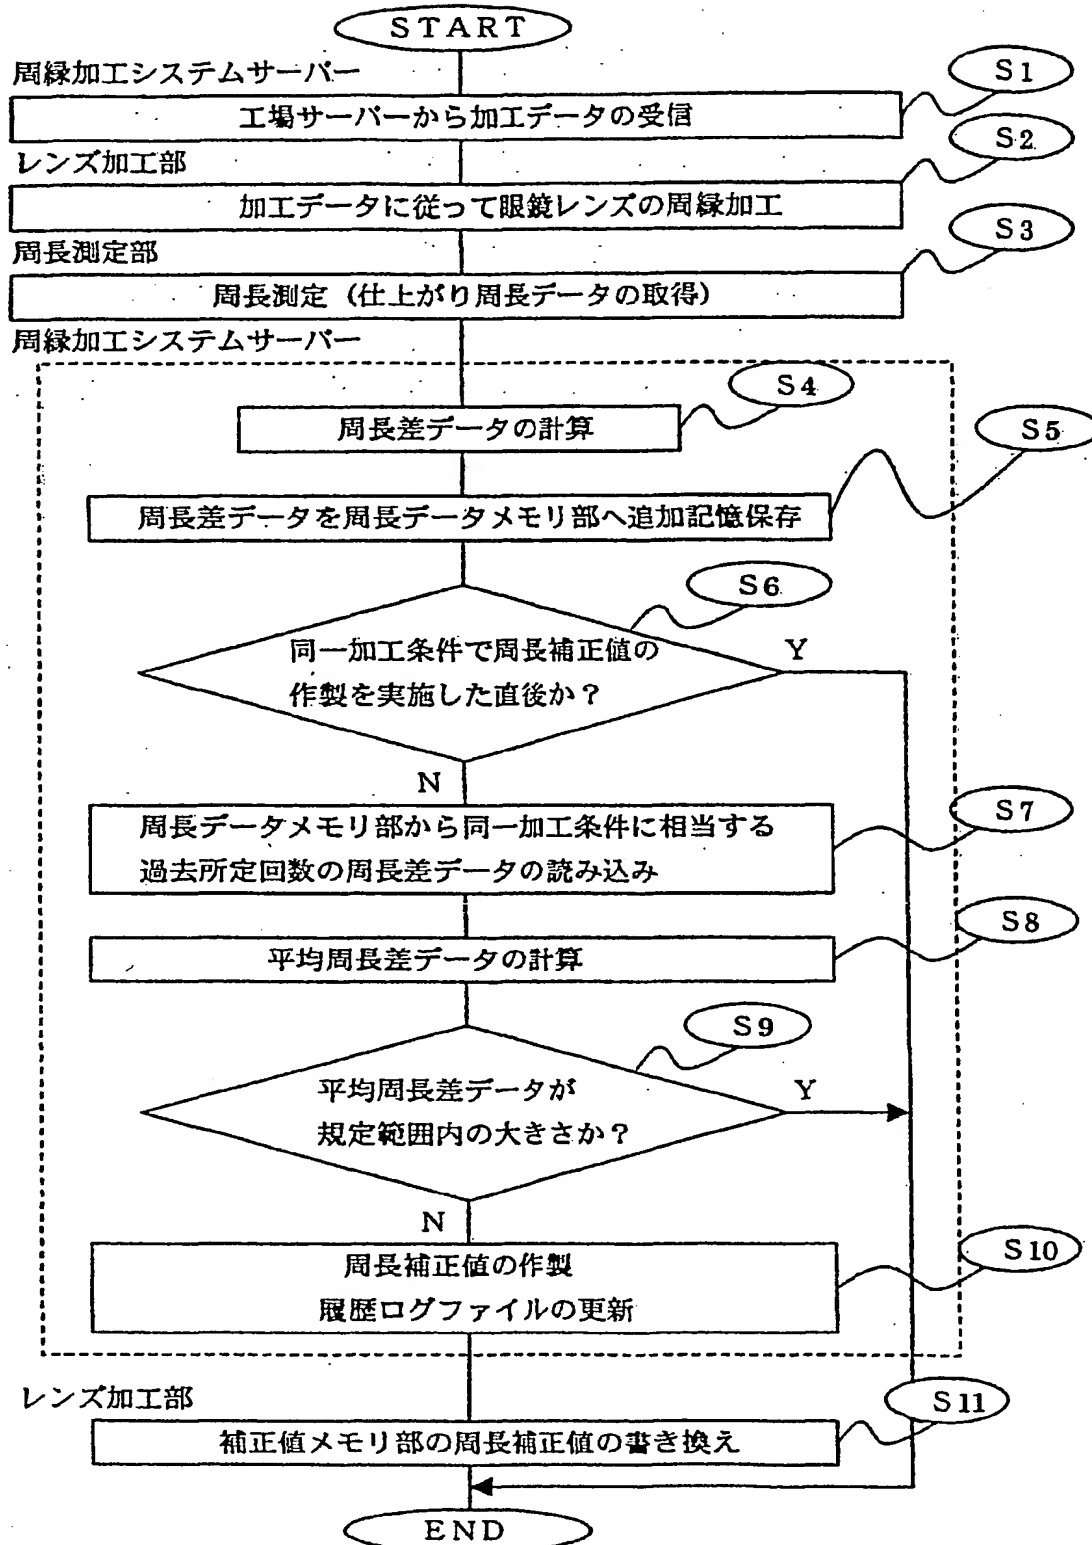 START
周縁加工システムサーバー
S1
工場サーバーから加工データの受信
レンズ加工部
S2
加工データに従って眼鏡レンズの周縁加工
周長測定部
S3
周長測定（仕上がり周長データの取得）
周縁加工システムサーバー
S4
周長差データの計算
S5
周長差データを周長データメモリ部へ追加記憶保存
S6
同一加工条件で周長補正値の
作製を実施した直後か？
Y
N
S7
周長データメモリ部から同一加工条件に相当する
過去所定回数の周長差データの読み込み
S8
平均周長差データの計算
S9
平均周長差データが
規定範囲内の大きさか？
Y
N
S10
周長補正値の作製
履歴ログファイルの更新
レンズ加工部
S11
補正値メモリ部の周長補正値の書き換え
END